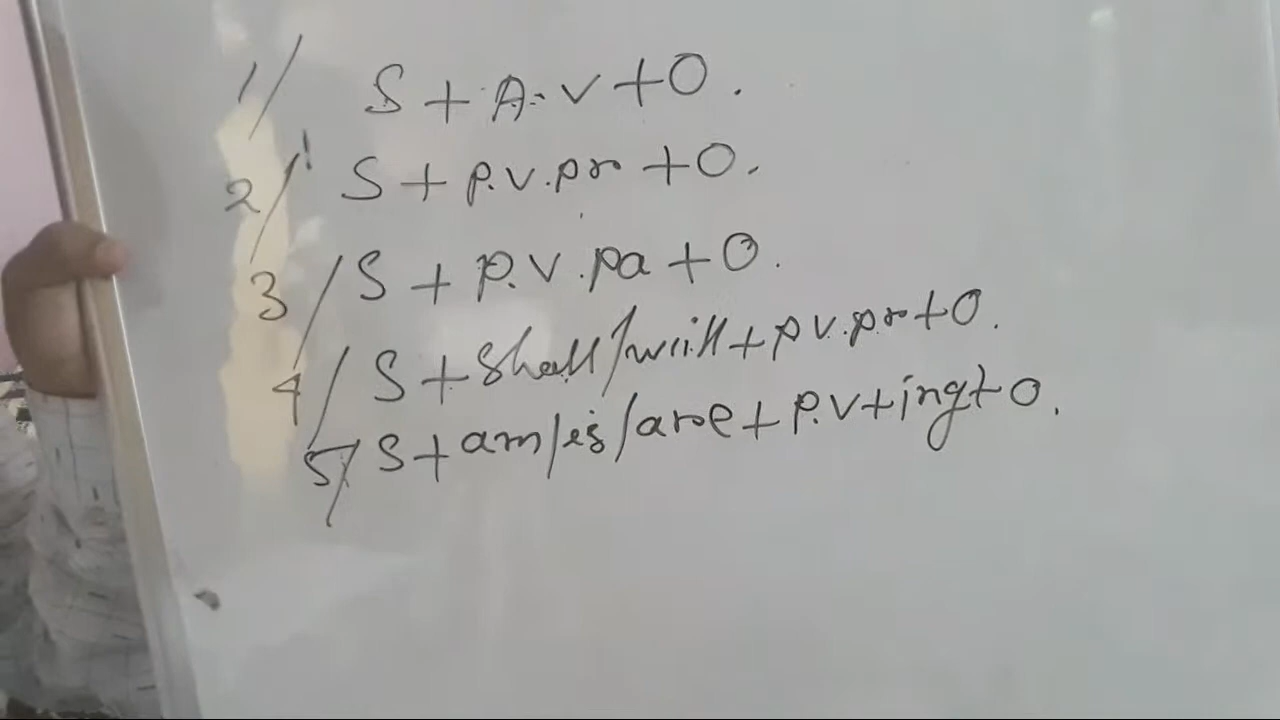 1/ S + A.V + O.
2/ S + P.V.pr + O.
3/ S + P.V.pa + O.
4/ S + Shall/will + P.V.pr + O.
5/ S + am/is/are + P.V + ing + O.